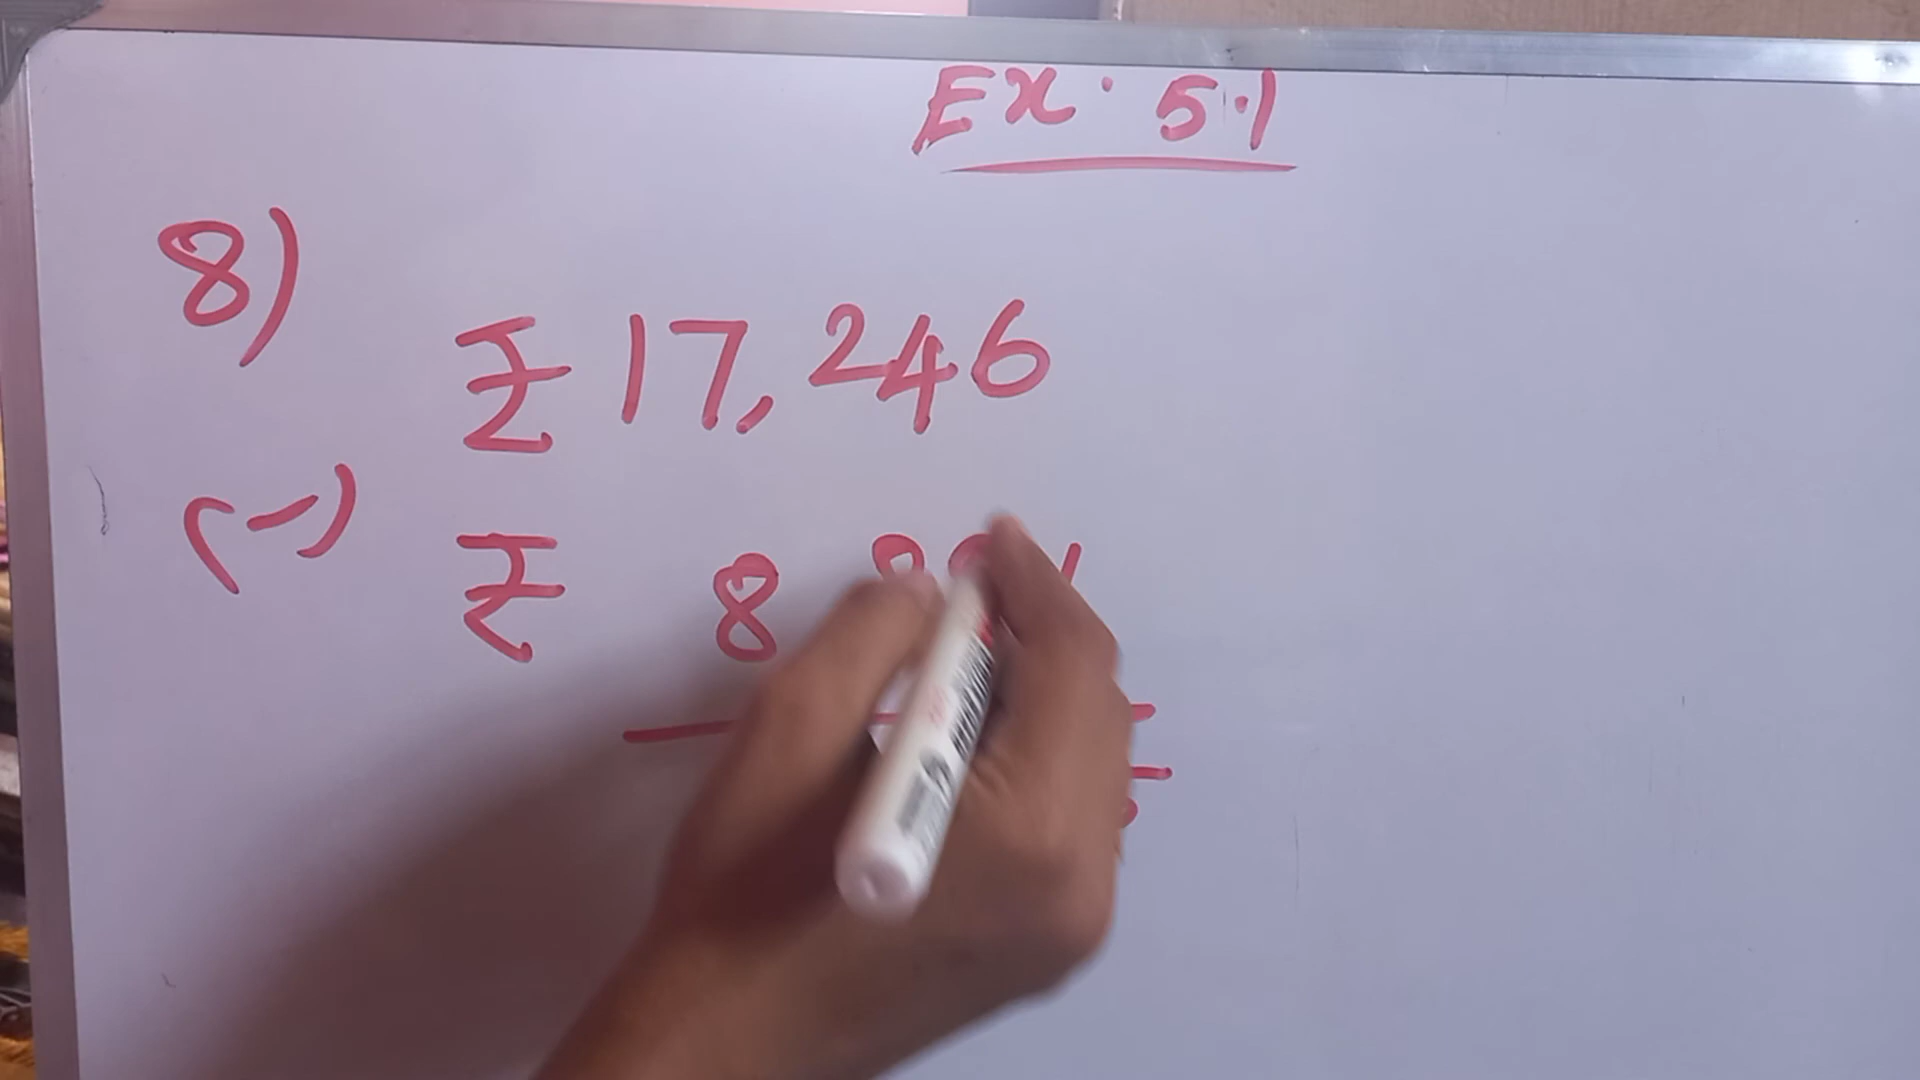 Ex. 5.1
8)
₹ 17,246
(-) ₹ 8